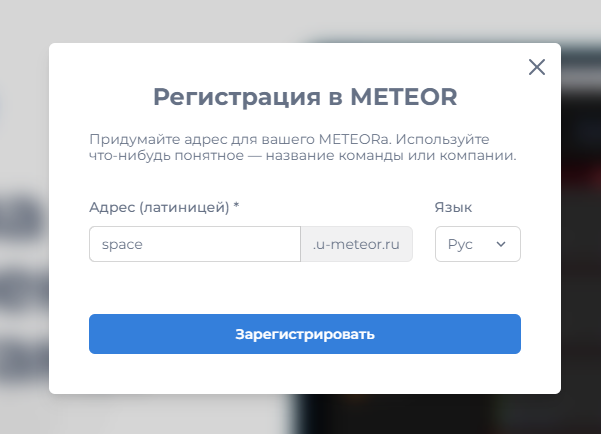 Регистрация в METEOR
Придумайте адрес для вашего METEORа. Используйте
что-нибудь понятное — название команды или компании.
Адрес (латиницей) *
Язык
space
.u-meteor.ru
Рус
Зарегистрировать